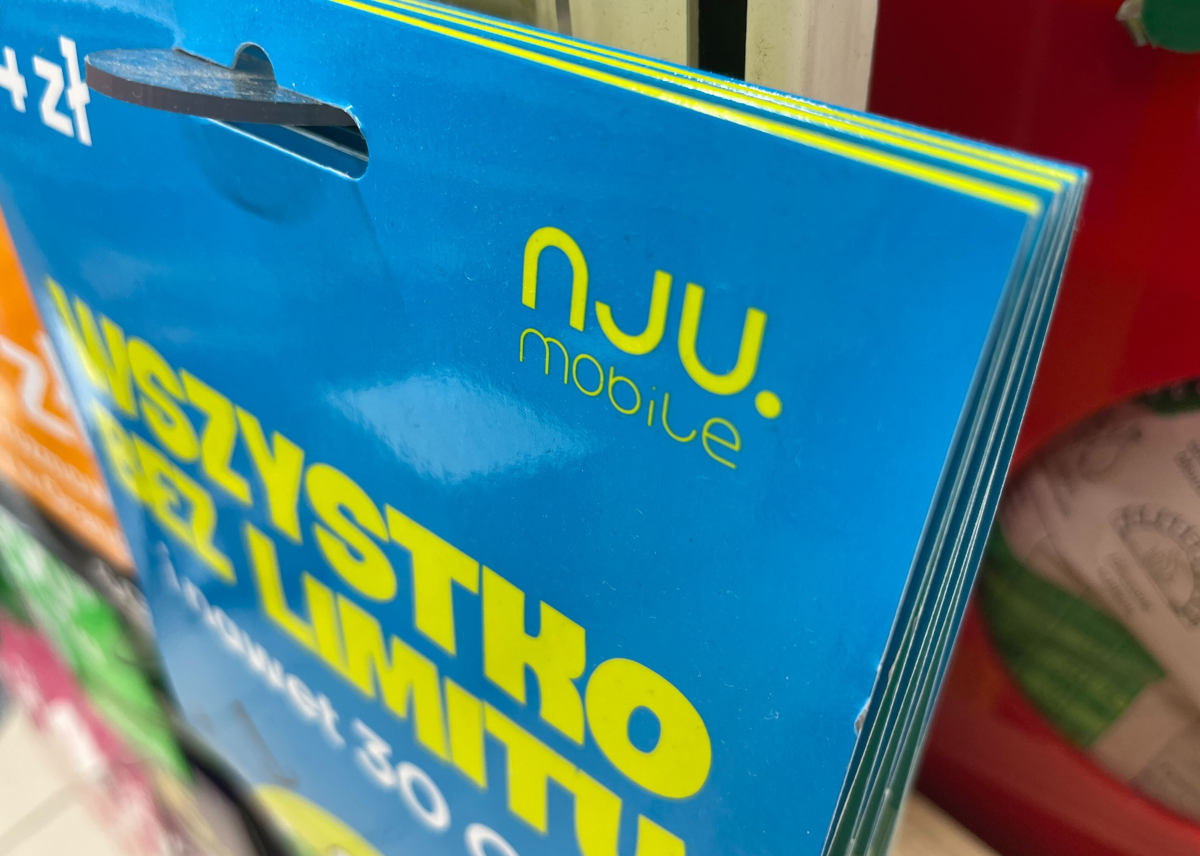 zł
nju.
mobile
WSZYSTKO
BEZ LIMITU
i nawet 30